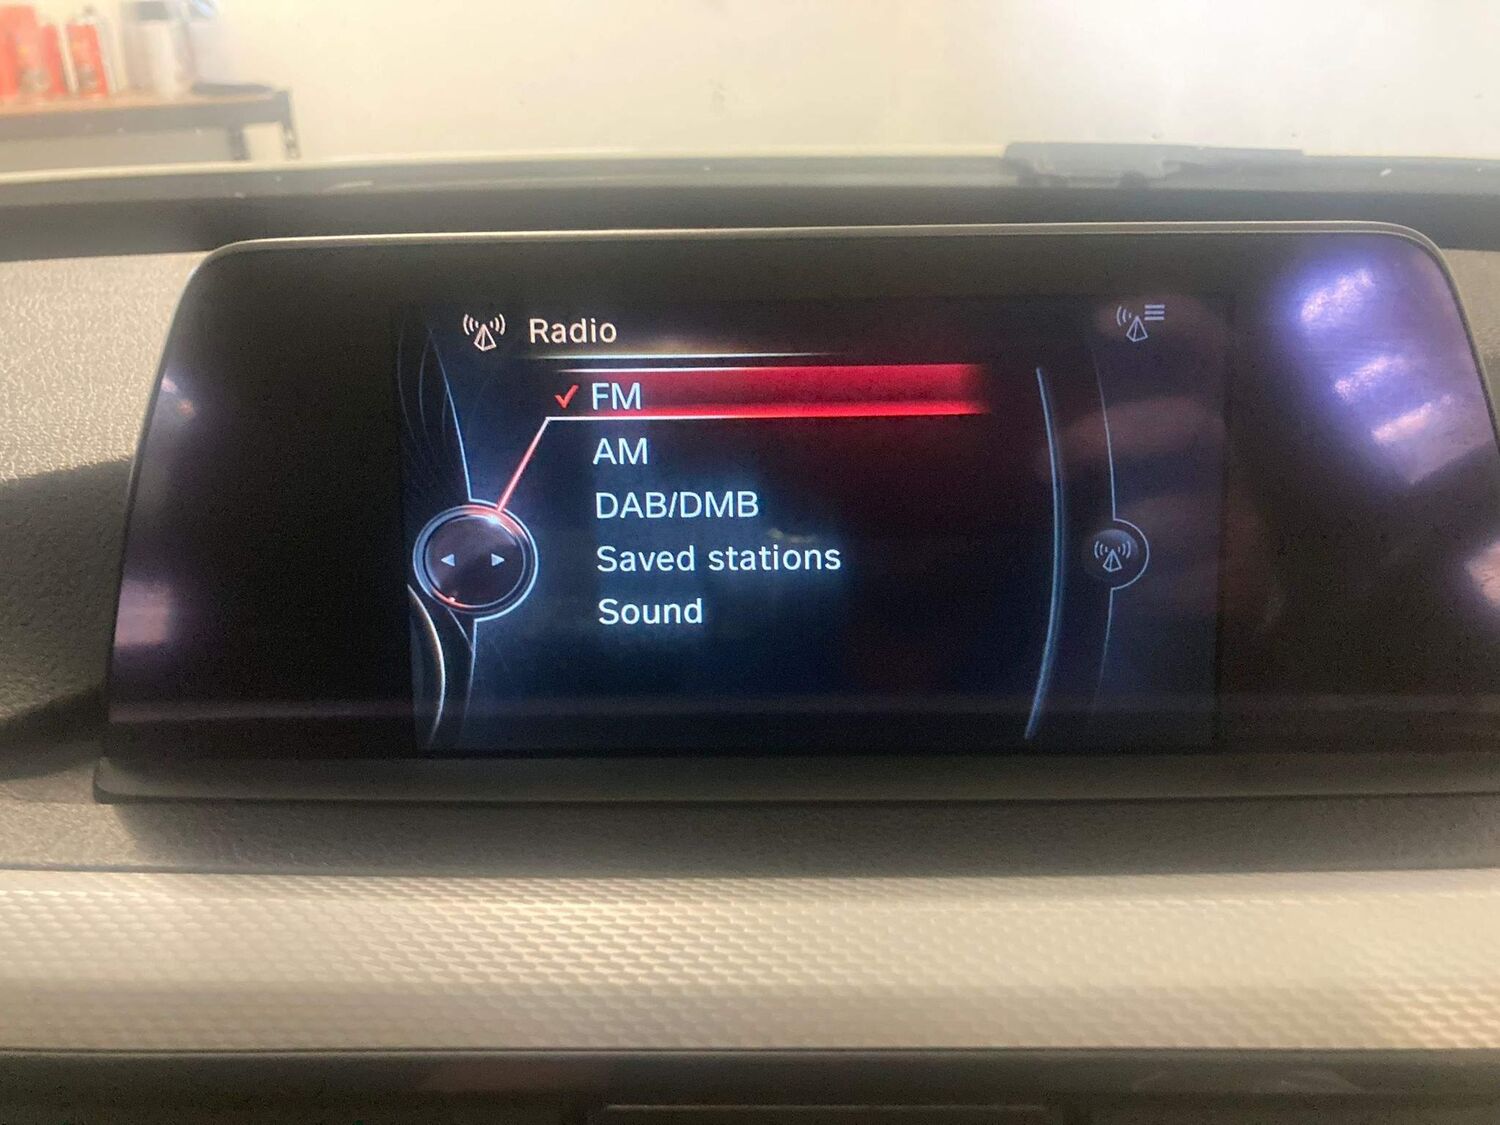 Radio
FM
AM
DAB/DMB
Saved stations
Sound